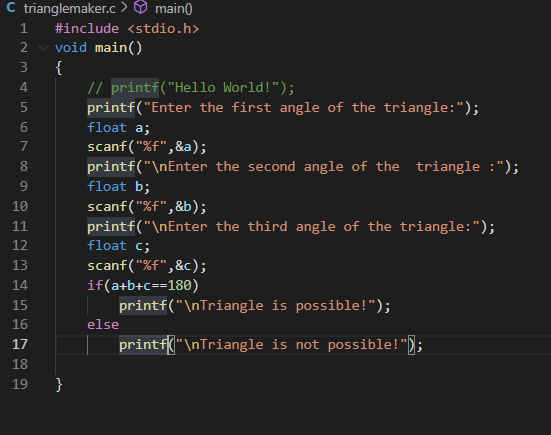 trianglemaker.c > main()
1 #include <stdio.h>
2 void main()
3 {
4     // printf("Hello World!");
5     printf("Enter the first angle of the triangle:");
6     float a;
7     scanf("%f",&a);
8     printf("\nEnter the second angle of the  triangle :");
9     float b;
10     scanf("%f",&b);
11     printf("\nEnter the third angle of the triangle:");
12     float c;
13     scanf("%f",&c);
14     if(a+b+c==180)
15         printf("\nTriangle is possible!");
16     else
17         printf("\nTriangle is not possible!");
18
19 }